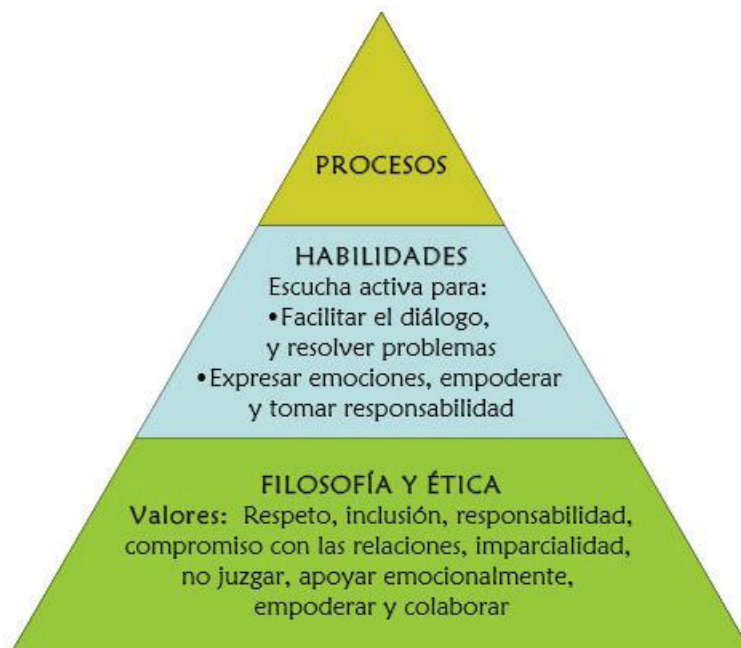 PROCESOS
HABILIDADES
Escucha activa para:
•Facilitar el diálogo,
y resolver problemas
•Expresar emociones, empoderar
y tomar responsabilidad
FILOSOFÍA Y ÉTICA
Valores: Respeto, inclusión, responsabilidad,
compromiso con las relaciones, imparcialidad,
no juzgar, apoyar emocionalmente,
empoderar y colaborar